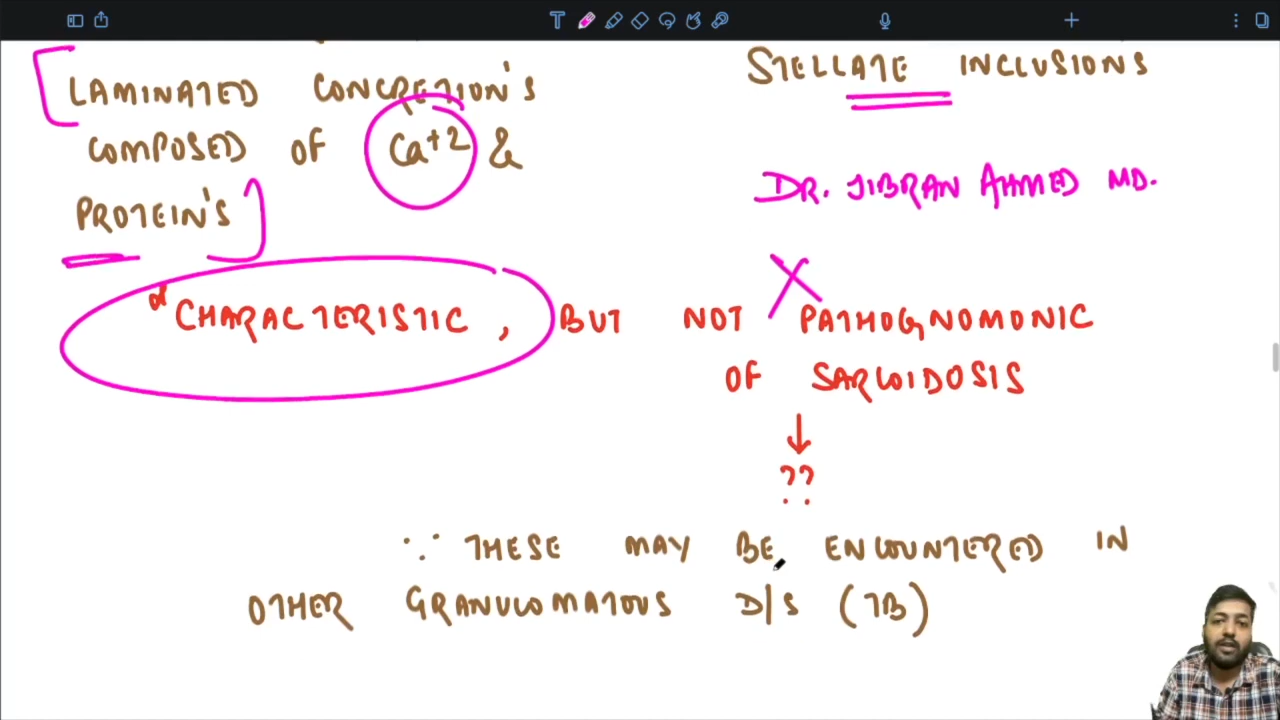 LAMINATED CONCRETION'S
COMPOSED OF Ca+2 &
PROTEIN'S
STELLATE INCLUSIONS
DR. JIBRAN AHMED MD.
CHARACTERISTIC, BUT NOT PATHOGNOMONIC
OF SARCOIDOSIS
↓
??
∵ THESE MAY BE ENCOUNTERED IN
OTHER GRANULOMATOUS D/S (TB)